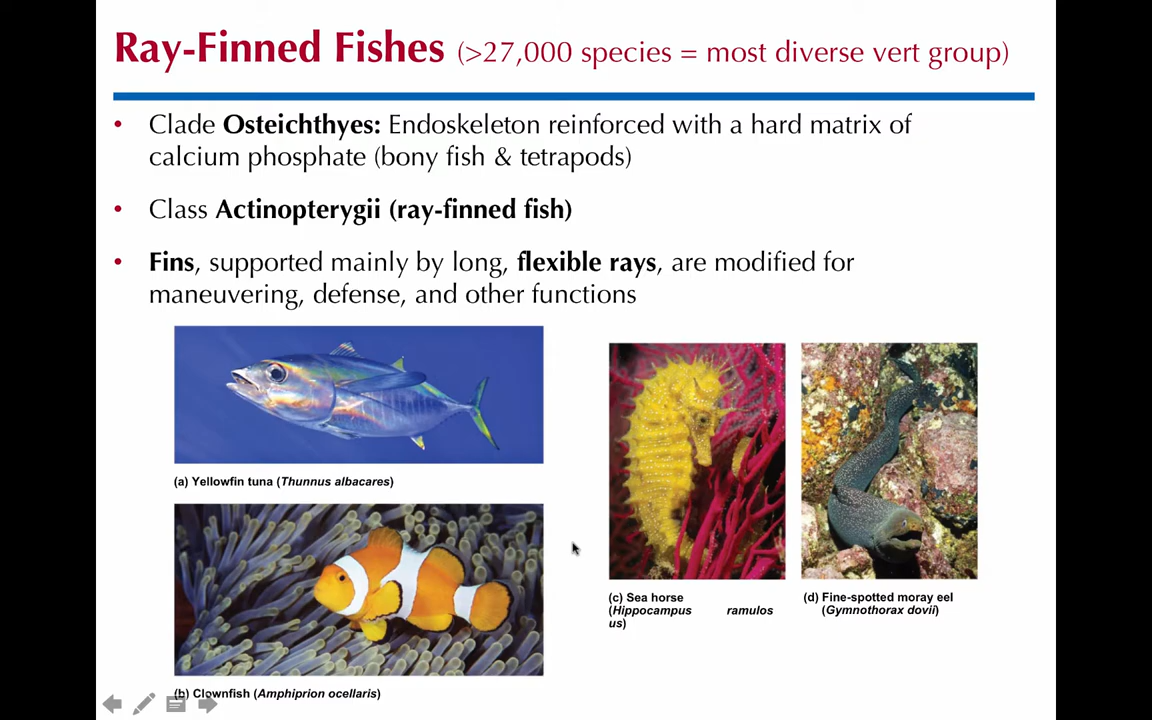 Ray-Finned Fishes (>27,000 species = most diverse vert group)
• Clade Osteichthyes: Endoskeleton reinforced with a hard matrix of
calcium phosphate (bony fish & tetrapods)
• Class Actinopterygii (ray-finned fish)
• Fins, supported mainly by long, flexible rays, are modified for
maneuvering, defense, and other functions
(a) Yellowfin tuna (Thunnus albacares)
(b) Clownfish (Amphiprion ocellaris)
(c) Sea horse
(Hippocampus ramulos
us)
(d) Fine-spotted moray eel
(Gymnothorax dovii)